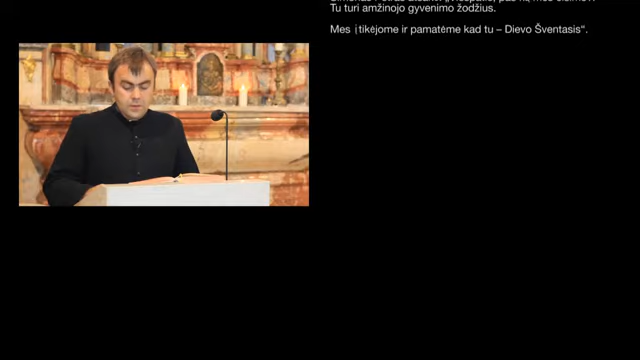 Tu turi amžinojo gyvenimo žodžius.
Mes įtikėjome ir pamatėme kad tu – Dievo Šventasis“.